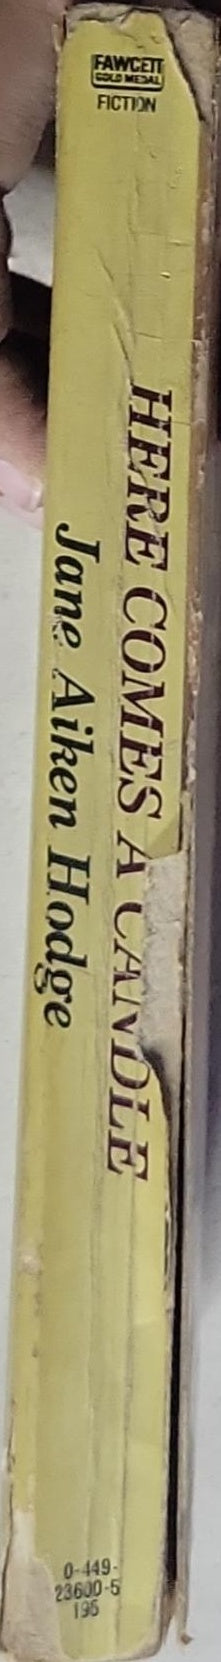 FAWCETT
GOLD MEDAL
FICTION
HERE COMES A CANDLE
Jane Aiken Hodge
0-449-
23600-5
195